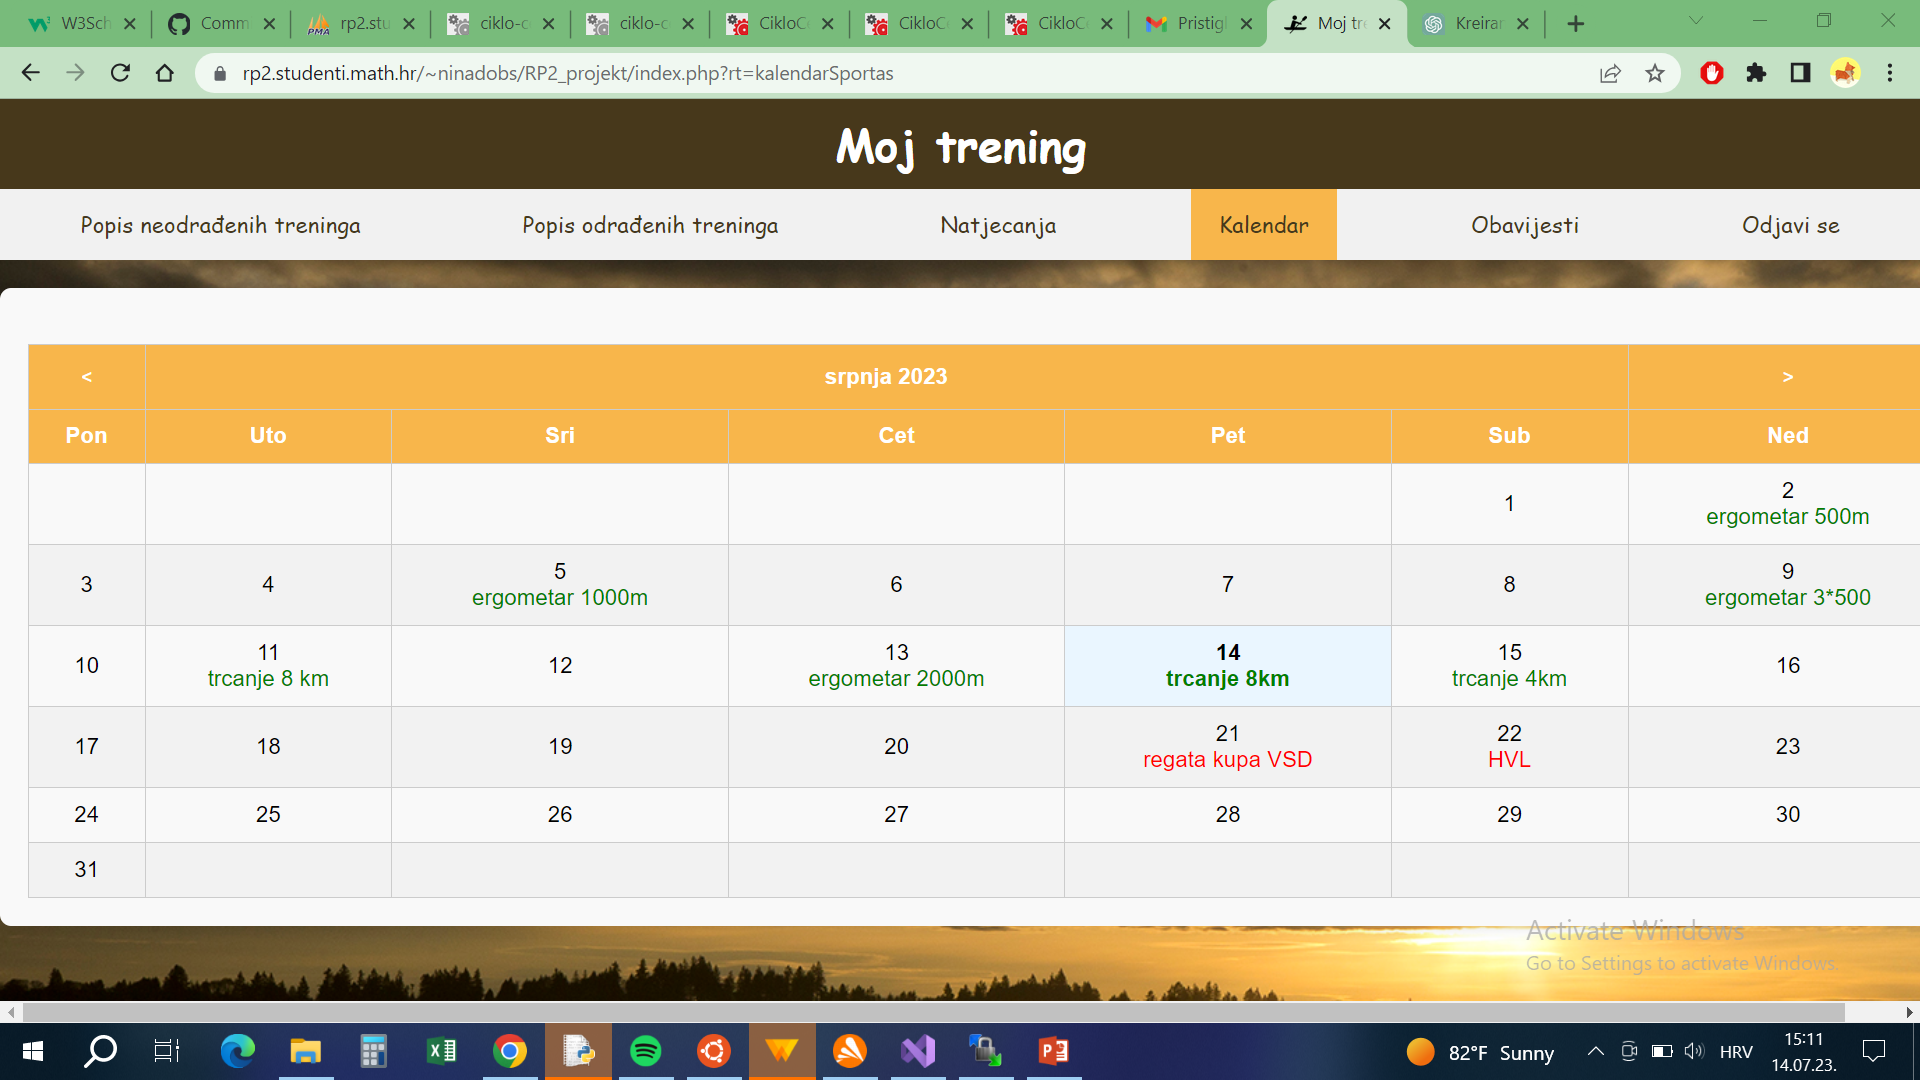 W3Sch
Comm
rp2.stu
ciklo-c
ciklo-c
CikloC
CikloC
CikloC
Pristig
Moj tr
Kreirar
rp2.studenti.math.hr/~ninadobs/RP2_projekt/index.php?rt=kalendarSportas
Moj trening
Popis neodrađenih treninga
Popis odrađenih treninga
Natjecanja
Kalendar
Obavijesti
Odjavi se
< srpnja 2023 >
Pon Uto Sri Cet Pet Sub Ned
1 2
ergometar 500m
3 4 5 6 7 8 9
ergometar 1000m ergometar 3*500
10 11 12 13 14 15 16
trcanje 8 km ergometar 2000m trcanje 8km trcanje 4km
17 18 19 20 21 22 23
regata kupa VSD HVL
24 25 26 27 28 29 30
31
Activate Windows
Go to Settings to activate Windows.
82°F Sunny
HRV
15:11
14.07.23.